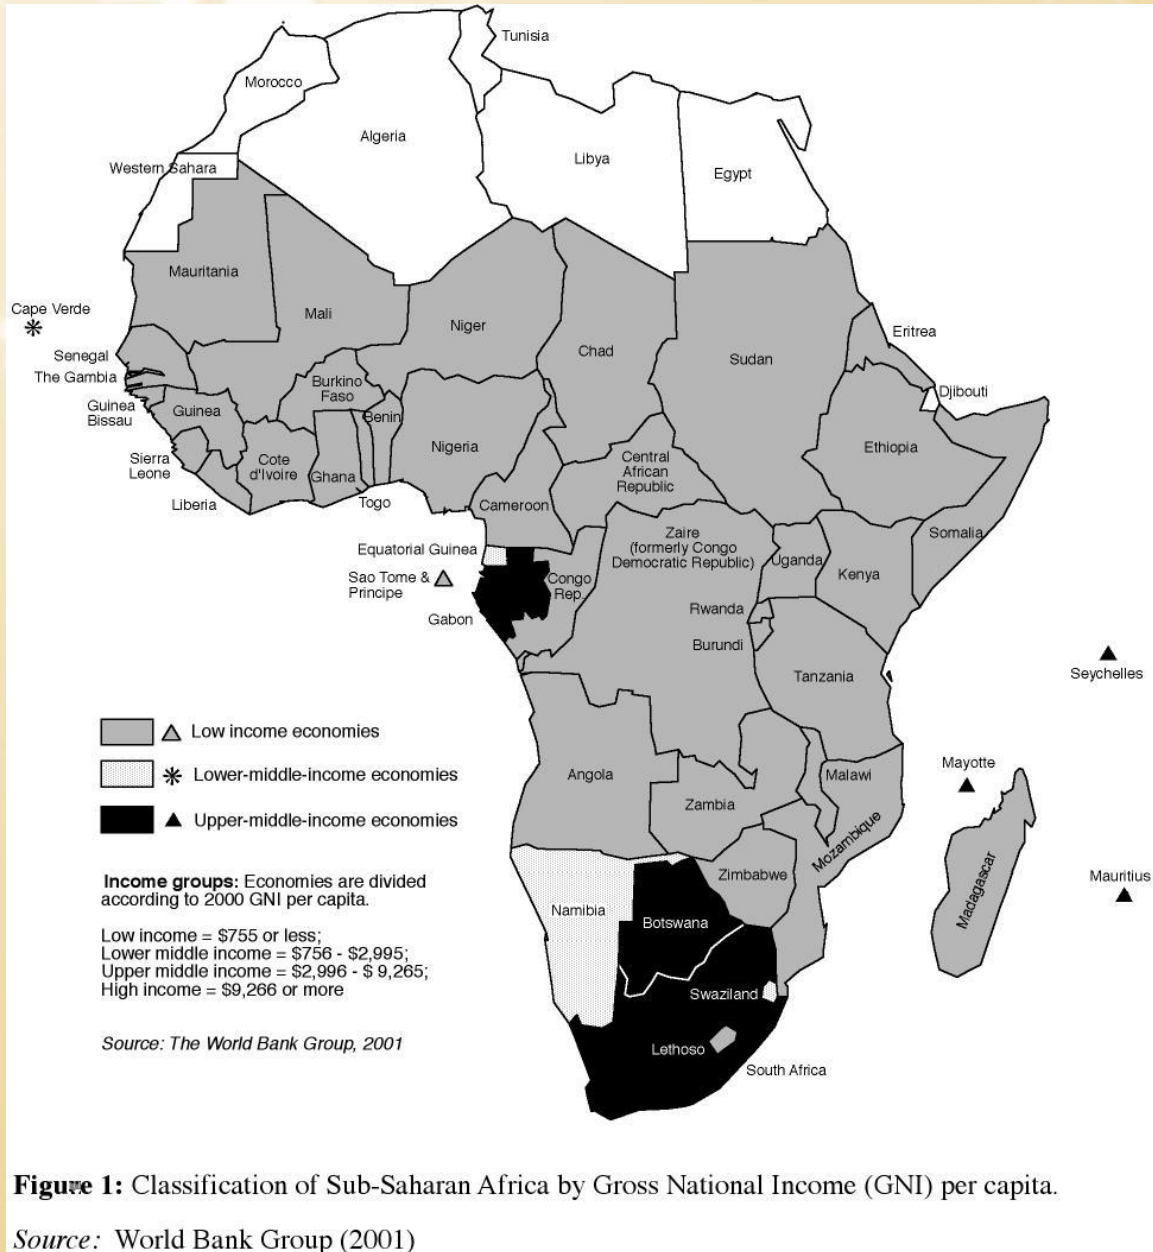 Tunisia
Morocco
Algeria
Libya
Egypt
Western Sahara
Mauritania
Mali
Niger
Chad
Sudan
Eritrea
Djibouti
Cape Verde
Senegal
The Gambia
Guinea
Bissau
Guinea
Burkino
Faso
Benin
Nigeria
Ethiopia
Sierra
Leone
Cote
d'Ivoire
Ghana
Central
African
Republic
Liberia
Togo
Cameroon
Somalia
Zaire
(formerly Congo
Democratic Republic)
Uganda
Kenya
Equatorial Guinea
Sao Tome &
Principe
Congo
Rep.
Gabon
Rwanda
Burundi
Tanzania
Seychelles
Low income economies
Lower-middle-income economies
Upper-middle-income economies
Angola
Zambia
Malawi
Mozambique
Mayotte
Madagascar
Mauritius
Income groups: Economies are divided
according to 2000 GNI per capita.
Low income = $755 or less;
Lower middle income = $756 - $2,995;
Upper middle income = $2,996 - $ 9,265;
High income = $9,266 or more
Source: The World Bank Group, 2001
Namibia
Zimbabwe
Botswana
Swaziland
Lethoso
South Africa
Figure 1: Classification of Sub-Saharan Africa by Gross National Income (GNI) per capita.
Source: World Bank Group (2001)